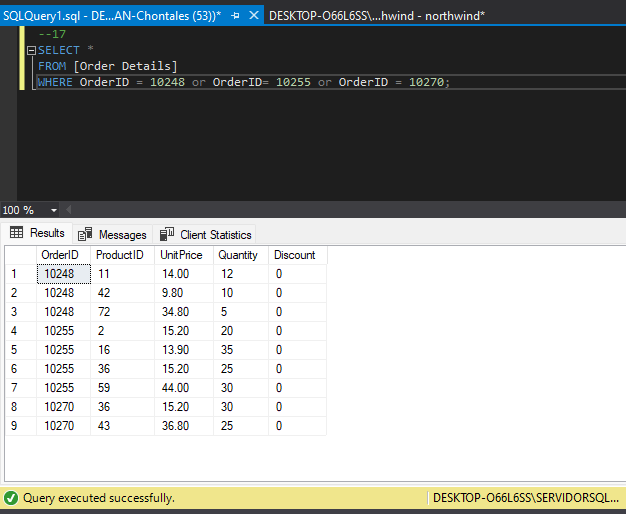 SQLQuery1.sql - DE...AN-Chontales (53))* DESKTOP-O66L6SS\...hwind - northwind*
--17
SELECT *
FROM [Order Details]
WHERE OrderID = 10248 or OrderID= 10255 or OrderID = 10270;
100 %
Results Messages Client Statistics
OrderID ProductID UnitPrice Quantity Discount
1 10248 11 14.00 12 0
2 10248 42 9.80 10 0
3 10248 72 34.80 5 0
4 10255 2 15.20 20 0
5 10255 16 13.90 35 0
6 10255 36 15.20 25 0
7 10255 59 44.00 30 0
8 10270 36 15.20 30 0
9 10270 43 36.80 25 0
Query executed successfully. DESKTOP-O66L6SS\SERVIDORSQL...